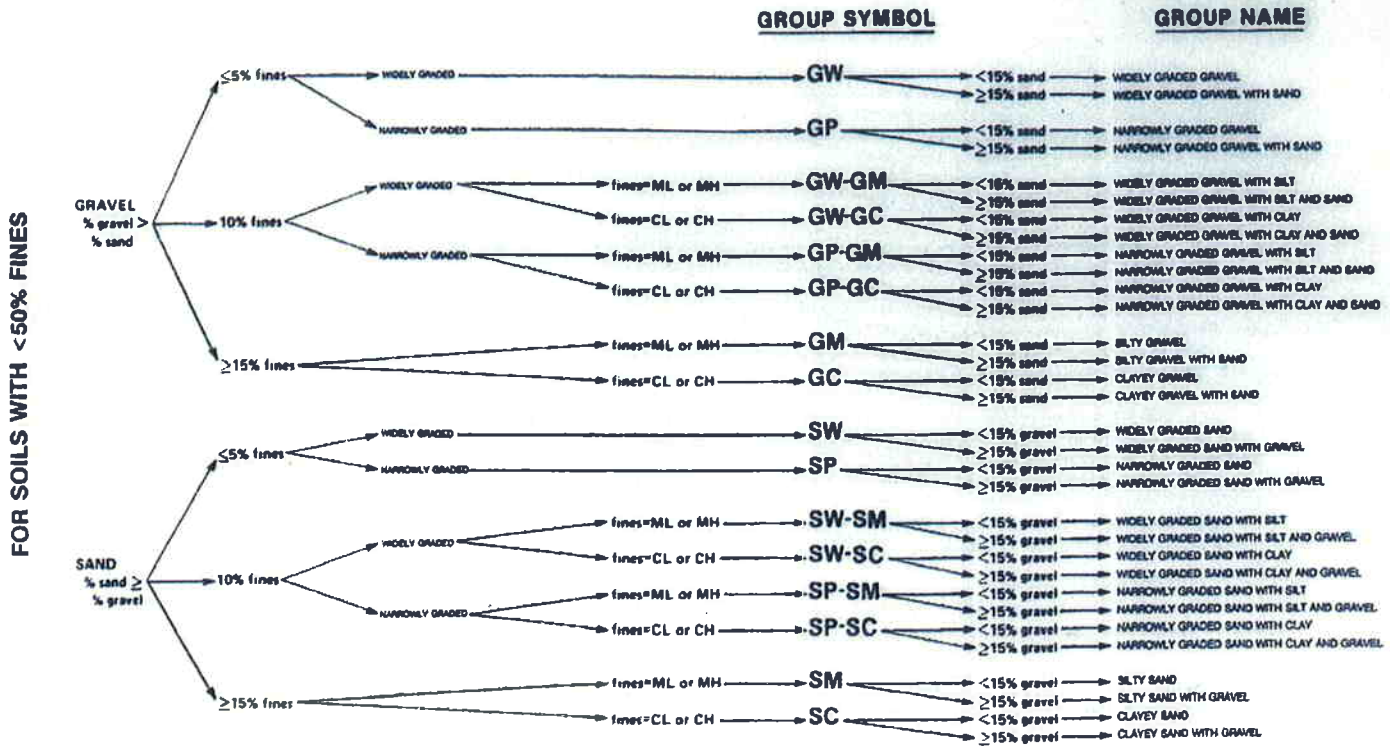 GROUP SYMBOL GROUP NAME
≤5% fines WIDELY GRADED GW <15% sand WIDELY GRADED GRAVEL
≥15% sand WIDELY GRADED GRAVEL WITH SAND
NARROWLY GRADED GP <15% sand NARROWLY GRADED GRAVEL
≥15% sand NARROWLY GRADED GRAVEL WITH SAND
WIDELY GRADED fines=ML or MH GW-GM <15% sand WIDELY GRADED GRAVEL WITH SILT
≥15% sand WIDELY GRADED GRAVEL WITH SILT AND SAND
GRAVEL
% gravel >
% sand
10% fines fines=CL or CH GW-GC <15% sand WIDELY GRADED GRAVEL WITH CLAY
≥15% sand WIDELY GRADED GRAVEL WITH CLAY AND SAND
NARROWLY GRADED fines=ML or MH GP-GM <15% sand NARROWLY GRADED GRAVEL WITH SILT
≥15% sand NARROWLY GRADED GRAVEL WITH SILT AND SAND
fines=CL or CH GP-GC <15% sand NARROWLY GRADED GRAVEL WITH CLAY
≥15% sand NARROWLY GRADED GRAVEL WITH CLAY AND SAND
≥15% fines fines=ML or MH GM <15% sand SILTY GRAVEL
≥15% sand SILTY GRAVEL WITH SAND
fines=CL or CH GC <15% sand CLAYEY GRAVEL
≥15% sand CLAYEY GRAVEL WITH SAND
FOR SOILS WITH <50% FINES
≤5% fines WIDELY GRADED SW <15% gravel WIDELY GRADED SAND
≥15% gravel WIDELY GRADED SAND WITH GRAVEL
NARROWLY GRADED SP <15% gravel NARROWLY GRADED SAND
≥15% gravel NARROWLY GRADED SAND WITH GRAVEL
WIDELY GRADED fines=ML or MH SW-SM <15% gravel WIDELY GRADED SAND WITH SILT
≥15% gravel WIDELY GRADED SAND WITH SILT AND GRAVEL
SAND
% sand ≥
% gravel
10% fines fines=CL or CH SW-SC <15% gravel WIDELY GRADED SAND WITH CLAY
≥15% gravel WIDELY GRADED SAND WITH CLAY AND GRAVEL
NARROWLY GRADED fines=ML or MH SP-SM <15% gravel NARROWLY GRADED SAND WITH SILT
≥15% gravel NARROWLY GRADED SAND WITH SILT AND GRAVEL
fines=CL or CH SP-SC <15% gravel NARROWLY GRADED SAND WITH CLAY
≥15% gravel NARROWLY GRADED SAND WITH CLAY AND GRAVEL
≥15% fines fines=ML or MH SM <15% gravel SILTY SAND
≥15% gravel SILTY SAND WITH GRAVEL
fines=CL or CH SC <15% gravel CLAYEY SAND
≥15% gravel CLAYEY SAND WITH GRAVEL